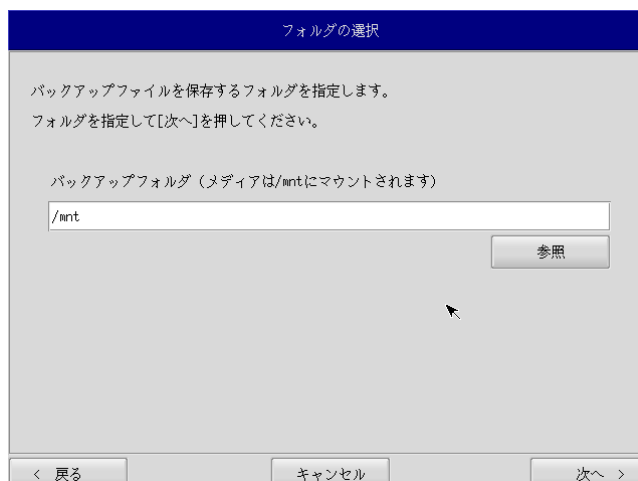 フォルダの選択
バックアップファイルを保存するフォルダを指定します。
フォルダを指定して[次へ]を押してください。
バックアップフォルダ（メディアは/mntにマウントされます）
/mnt
参照
< 戻る
キャンセル
次へ >